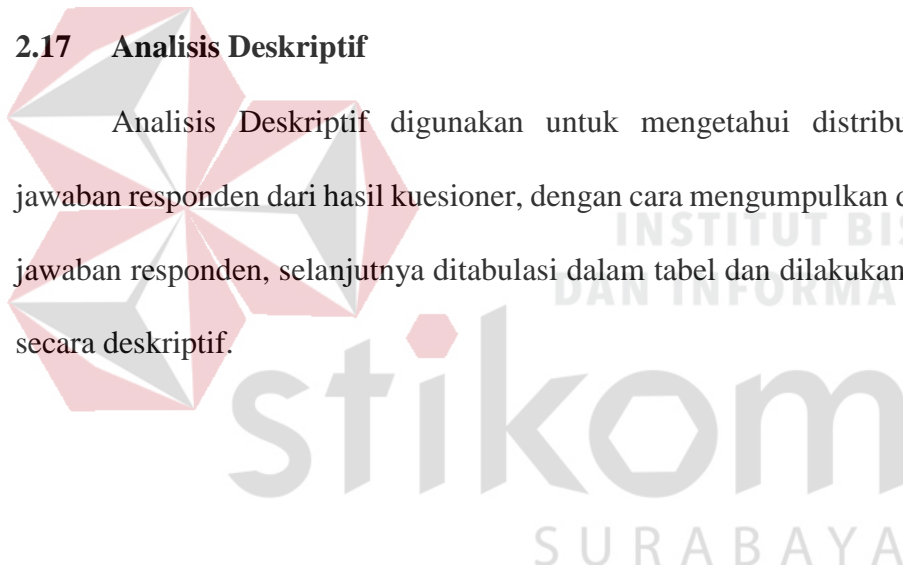 2.17 Analisis Deskriptif
Analisis Deskriptif digunakan untuk mengetahui distribu
jawaban responden dari hasil kuesioner, dengan cara mengumpulkan
jawaban responden, selanjutnya ditabulasi dalam tabel dan dilakukan
secara deskriptif.
INSTITUT BIS
DAN INFORMA
stikom
SURABAYA